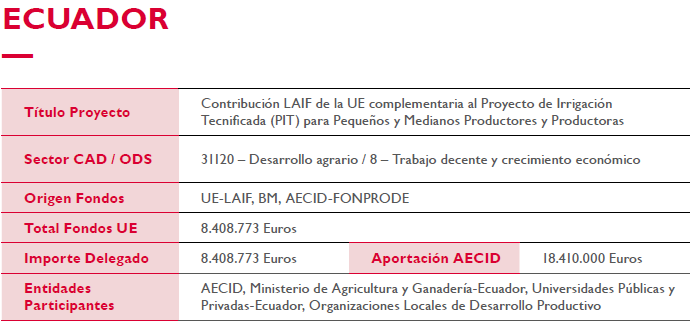 ECUADOR
Título Proyecto
Contribución LAIF de la UE complementaria al Proyecto de Irrigación
Tecnificada (PIT) para Pequeños y Medianos Productores y Productoras
Sector CAD / ODS
31120 – Desarrollo agrario / 8 – Trabajo decente y crecimiento económico
Origen Fondos
UE-LAIF, BM, AECID-FONPRODE
Total Fondos UE
8.408.773 Euros
Importe Delegado
8.408.773 Euros
Aportación AECID
18.410.000 Euros
Entidades
Participantes
AECID, Ministerio de Agricultura y Ganadería-Ecuador, Universidades Públicas y
Privadas-Ecuador, Organizaciones Locales de Desarrollo Productivo